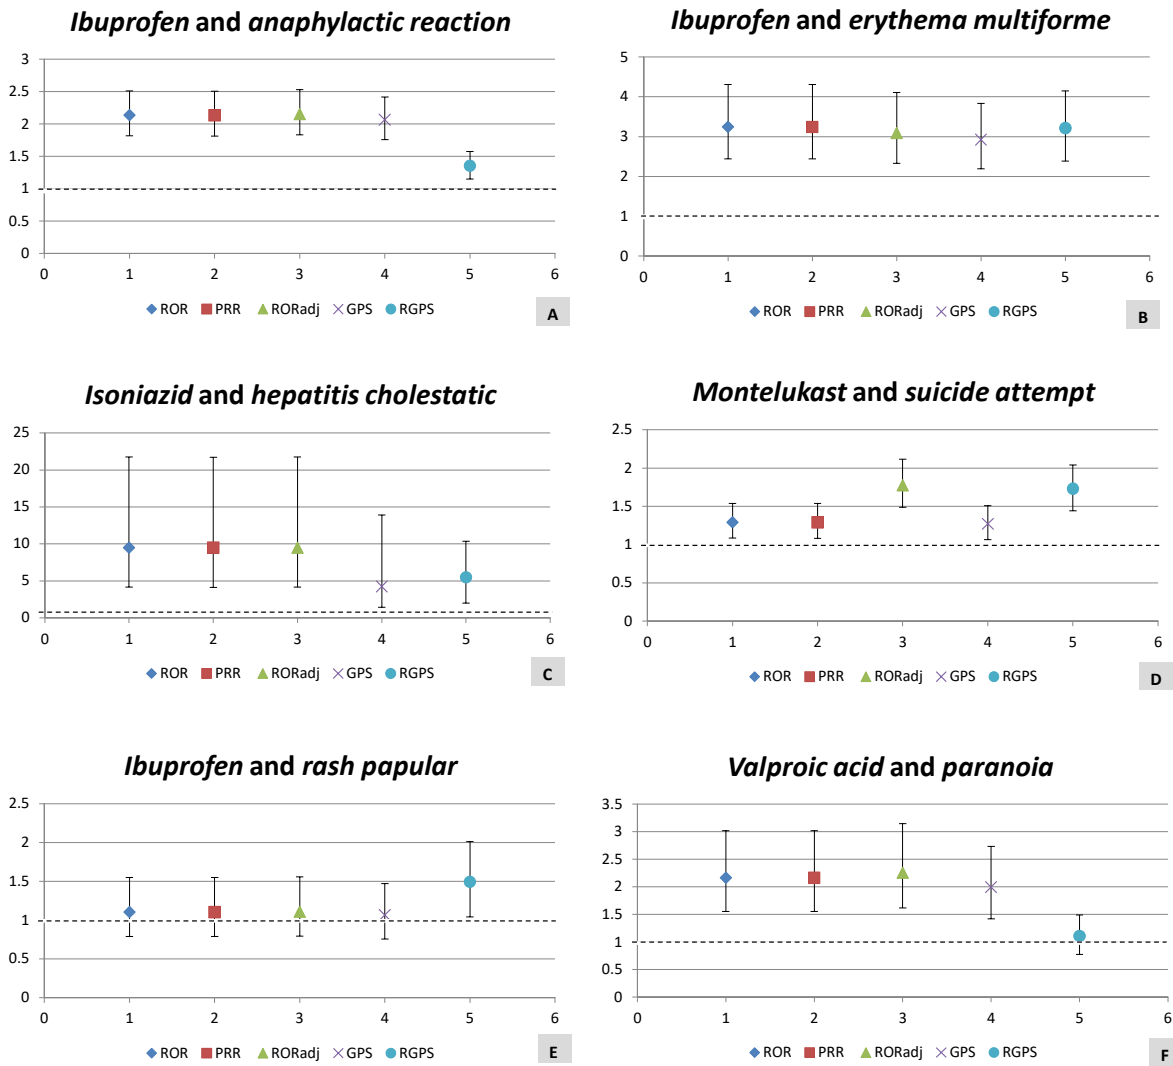 Ibuprofen and anaphylactic reaction
3
2.5
2
1.5
1
0.5
0
0 1 2 3 4 5 6
ROR PRR RORadj GPS RGPS
A
Ibuprofen and erythema multiforme
5
4
3
2
1
0
0 1 2 3 4 5 6
ROR PRR RORadj GPS RGPS
B
Isoniazid and hepatitis cholestatic
25
20
15
10
5
0
0 1 2 3 4 5 6
ROR PRR RORadj GPS RGPS
C
Montelukast and suicide attempt
2.5
2
1.5
1
0.5
0
0 1 2 3 4 5 6
ROR PRR RORadj GPS RGPS
D
Ibuprofen and rash papular
2.5
2
1.5
1
0.5
0
0 1 2 3 4 5 6
ROR PRR RORadj GPS RGPS
E
Valproic acid and paranoia
3.5
3
2.5
2
1.5
1
0.5
0
0 1 2 3 4 5 6
ROR PRR RORadj GPS RGPS
F